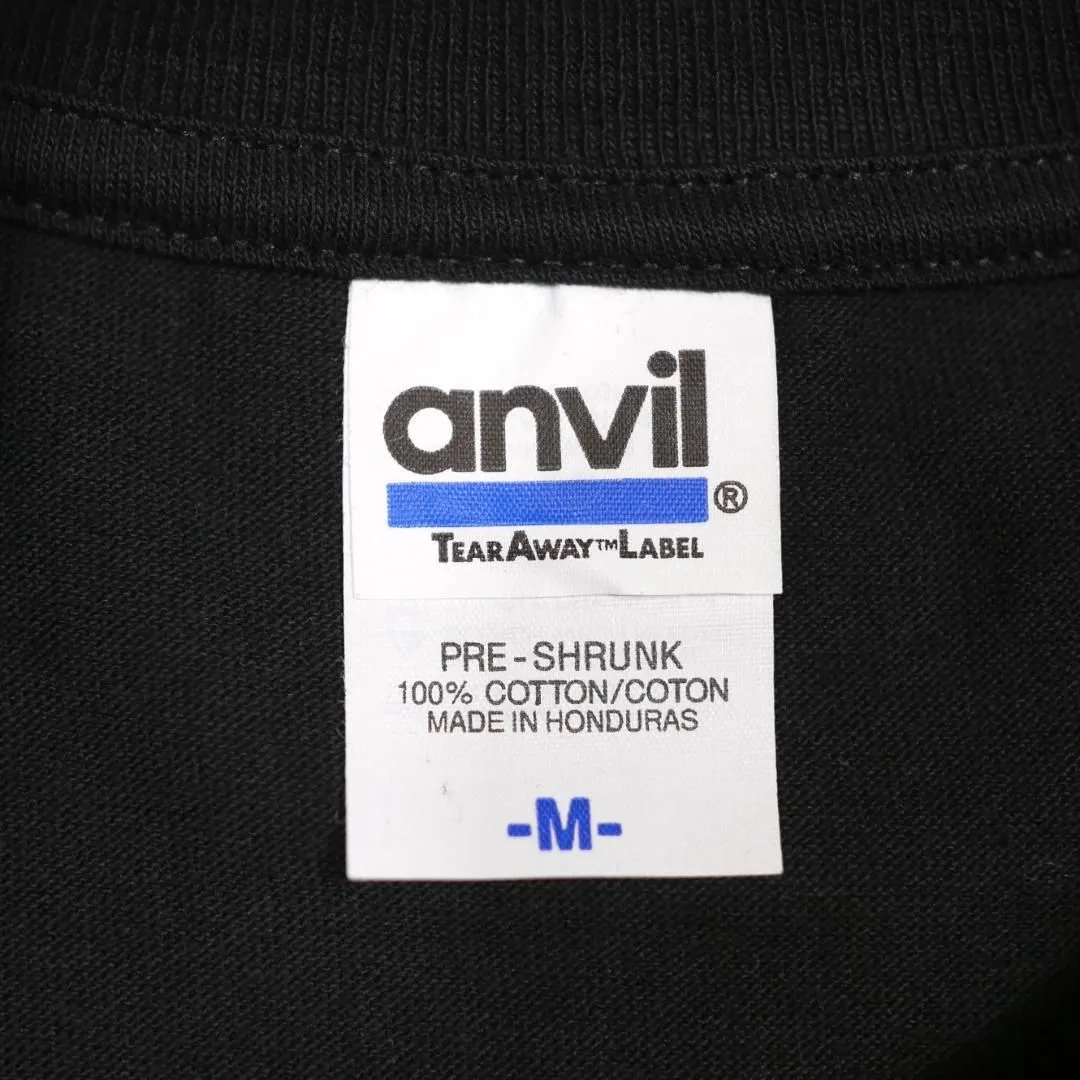 anvil
®
TEARAWAY™LABEL
PRE-SHRUNK
100% COTTON/COTON
MADE IN HONDURAS
-M-